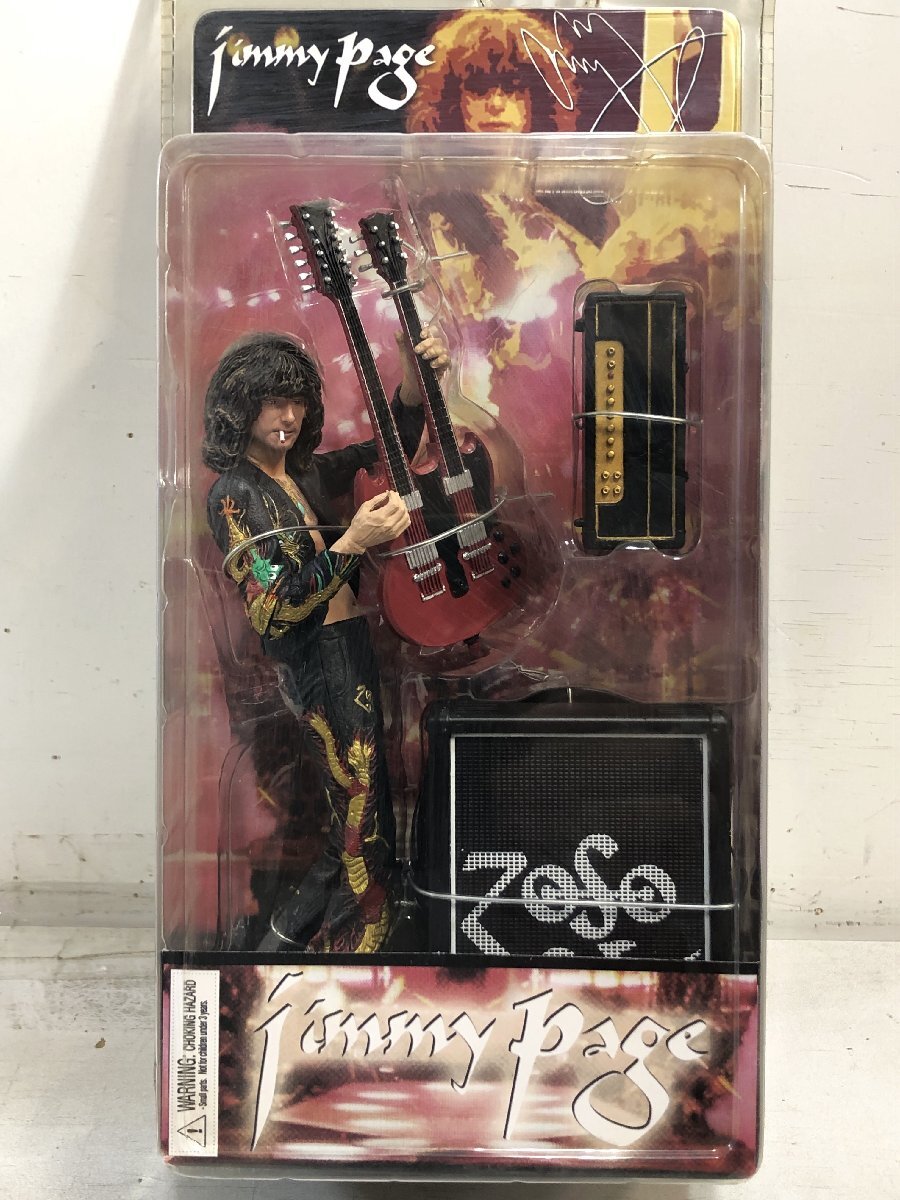 jimmy page
ZOSO
WARNING: CHOKING HAZARD
- Small parts. Not for children under 3 years.
jimmy page